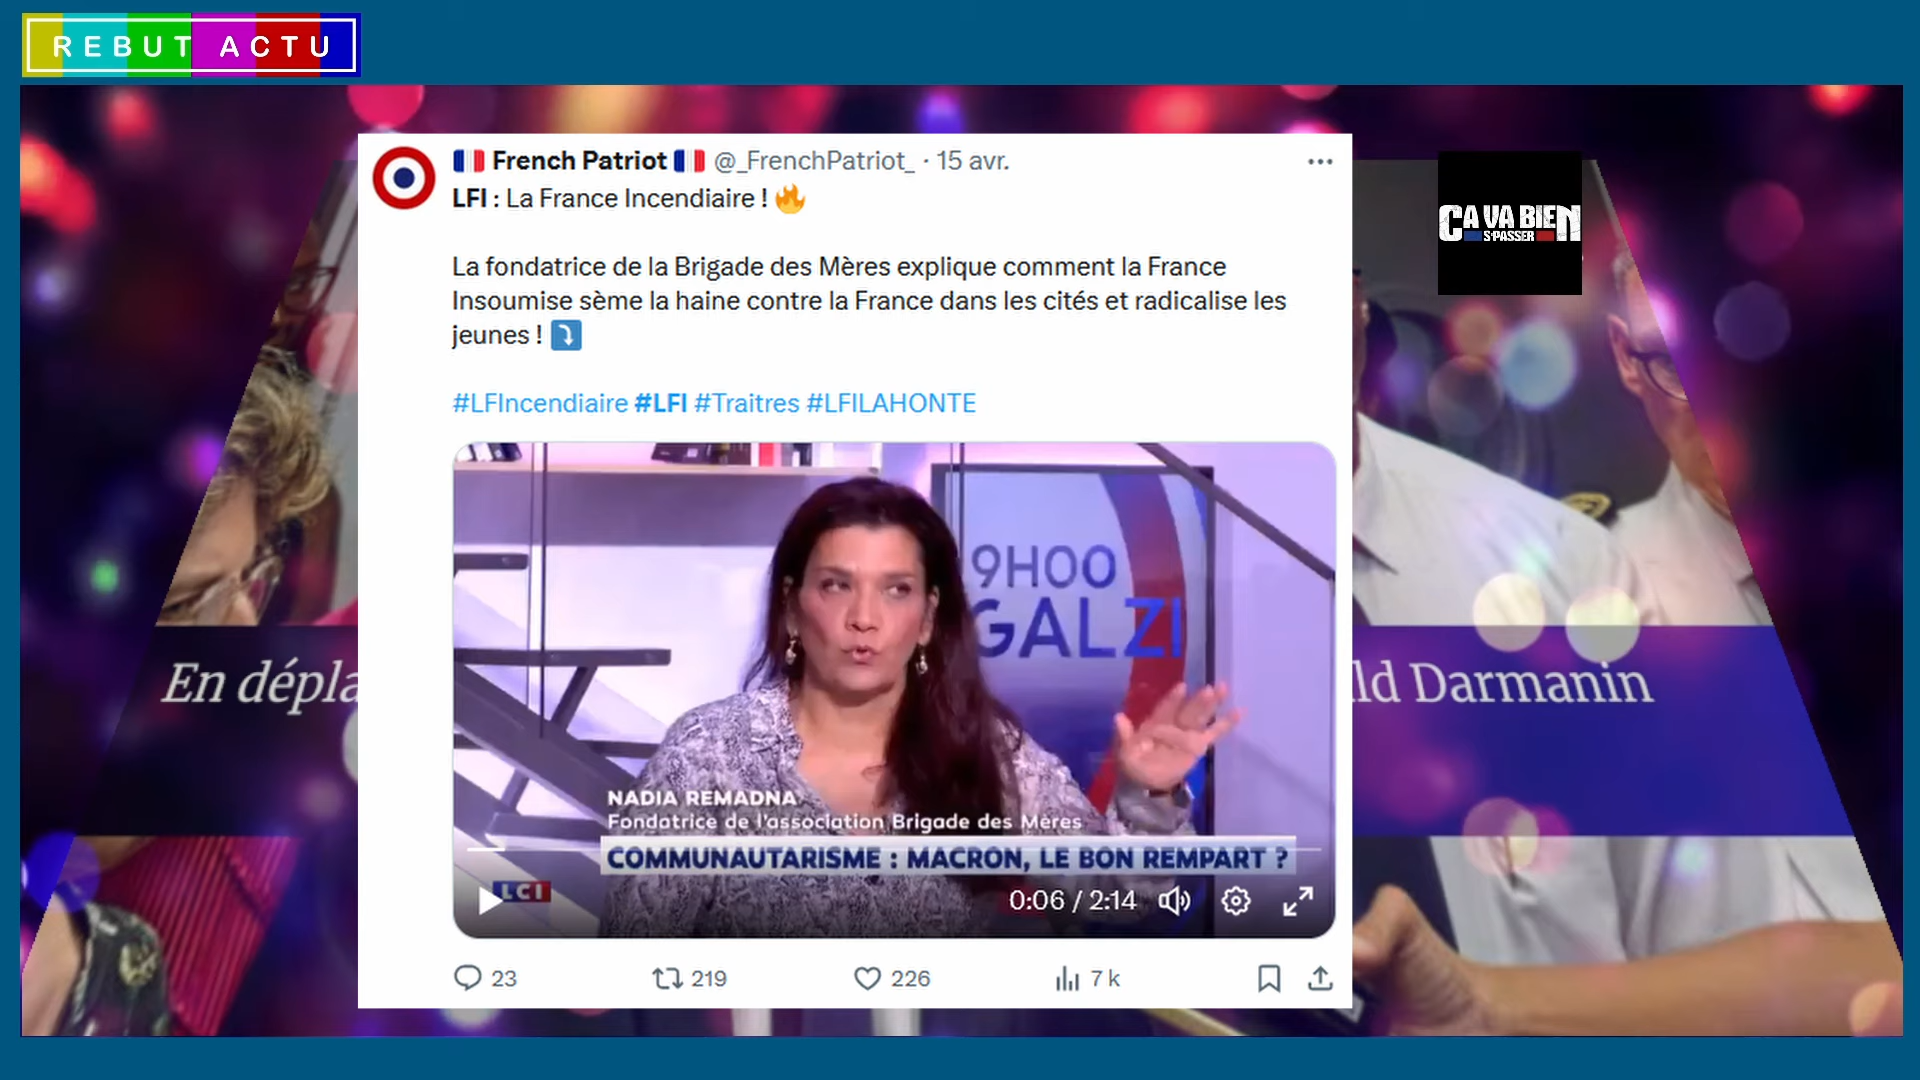 REBUT ACTU
🇫🇷 French Patriot 🇫🇷 @_FrenchPatriot_ · 15 avr.
LFI : La France Incendiaire ! 🔥
La fondatrice de la Brigade des Mères explique comment la France
Insoumise sème la haine contre la France dans les cités et radicalise les
jeunes ! ⤵️
#LFIncendiaire #LFI #Traitres #LFILAHONTE
ÇA VA BIEN
S'PASSER
9H00
GALZI
En dépla
ld Darmanin
NADIA REMADNA
Fondatrice de l'association Brigade des Mères
COMMUNAUTARISME : MACRON, LE BON REMPART ?
LCI
0:06 / 2:14
23
219
226
7 k